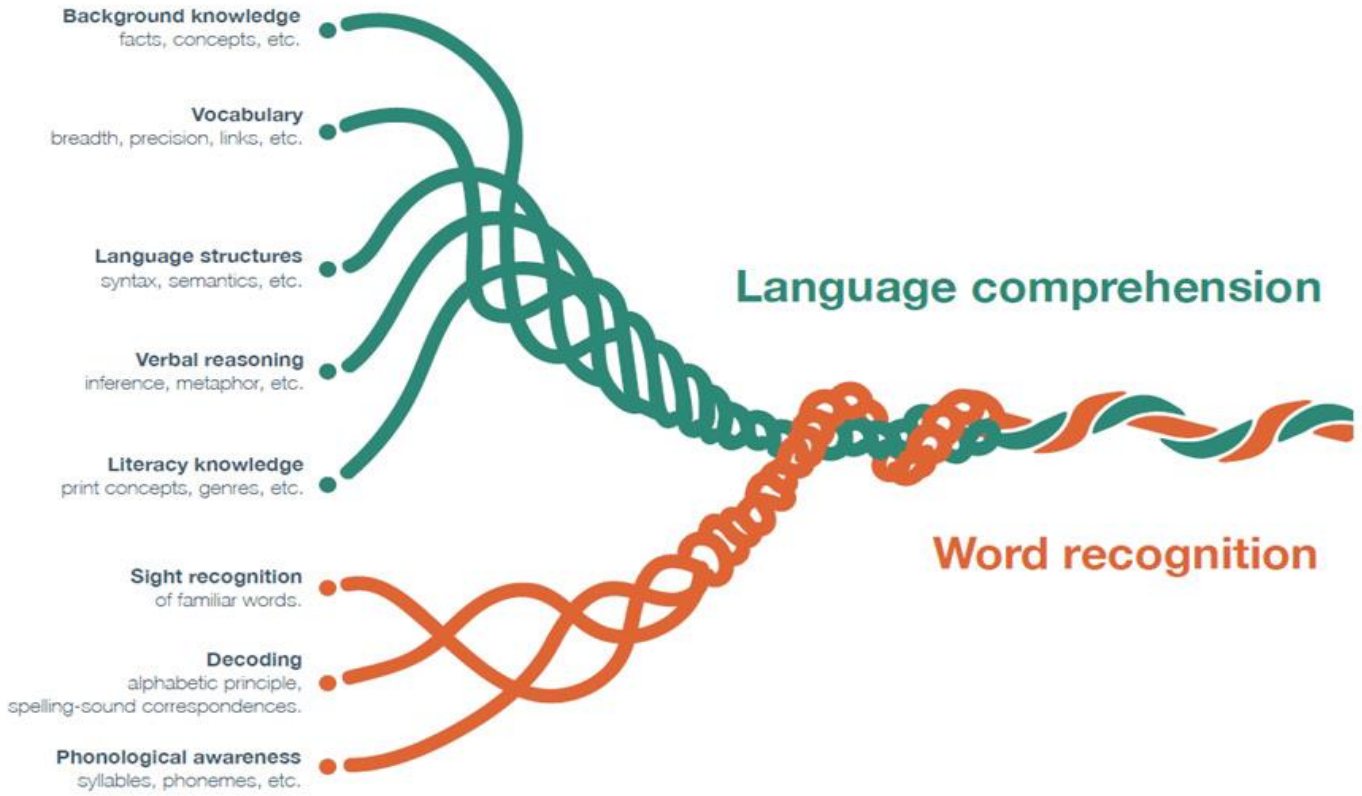 Background knowledge
facts, concepts, etc.
Vocabulary
breadth, precision, links, etc.
Language structures
syntax, semantics, etc.
Verbal reasoning
inference, metaphor, etc.
Literacy knowledge
print concepts, genres, etc.
Language comprehension
Word recognition
Sight recognition
of familiar words.
Decoding
alphabetic principle,
spelling-sound correspondences.
Phonological awareness
syllables, phonemes, etc.